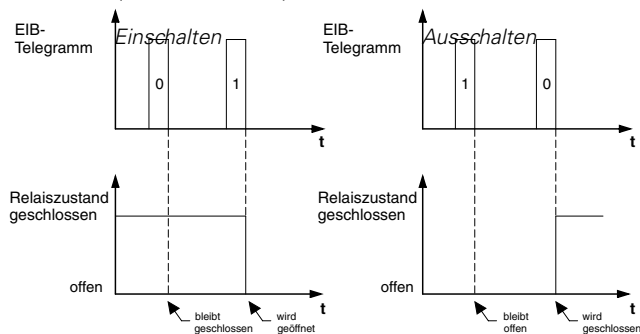 EIB-
Telegramm
Einschalten
0
1
t
Relaiszustand
geschlossen
offen
t
bleibt
geschlossen
wird
geöffnet
EIB-
Telegramm
Ausschalten
1
0
t
Relaiszustand
geschlossen
offen
t
bleibt
offen
wird
geschlossen